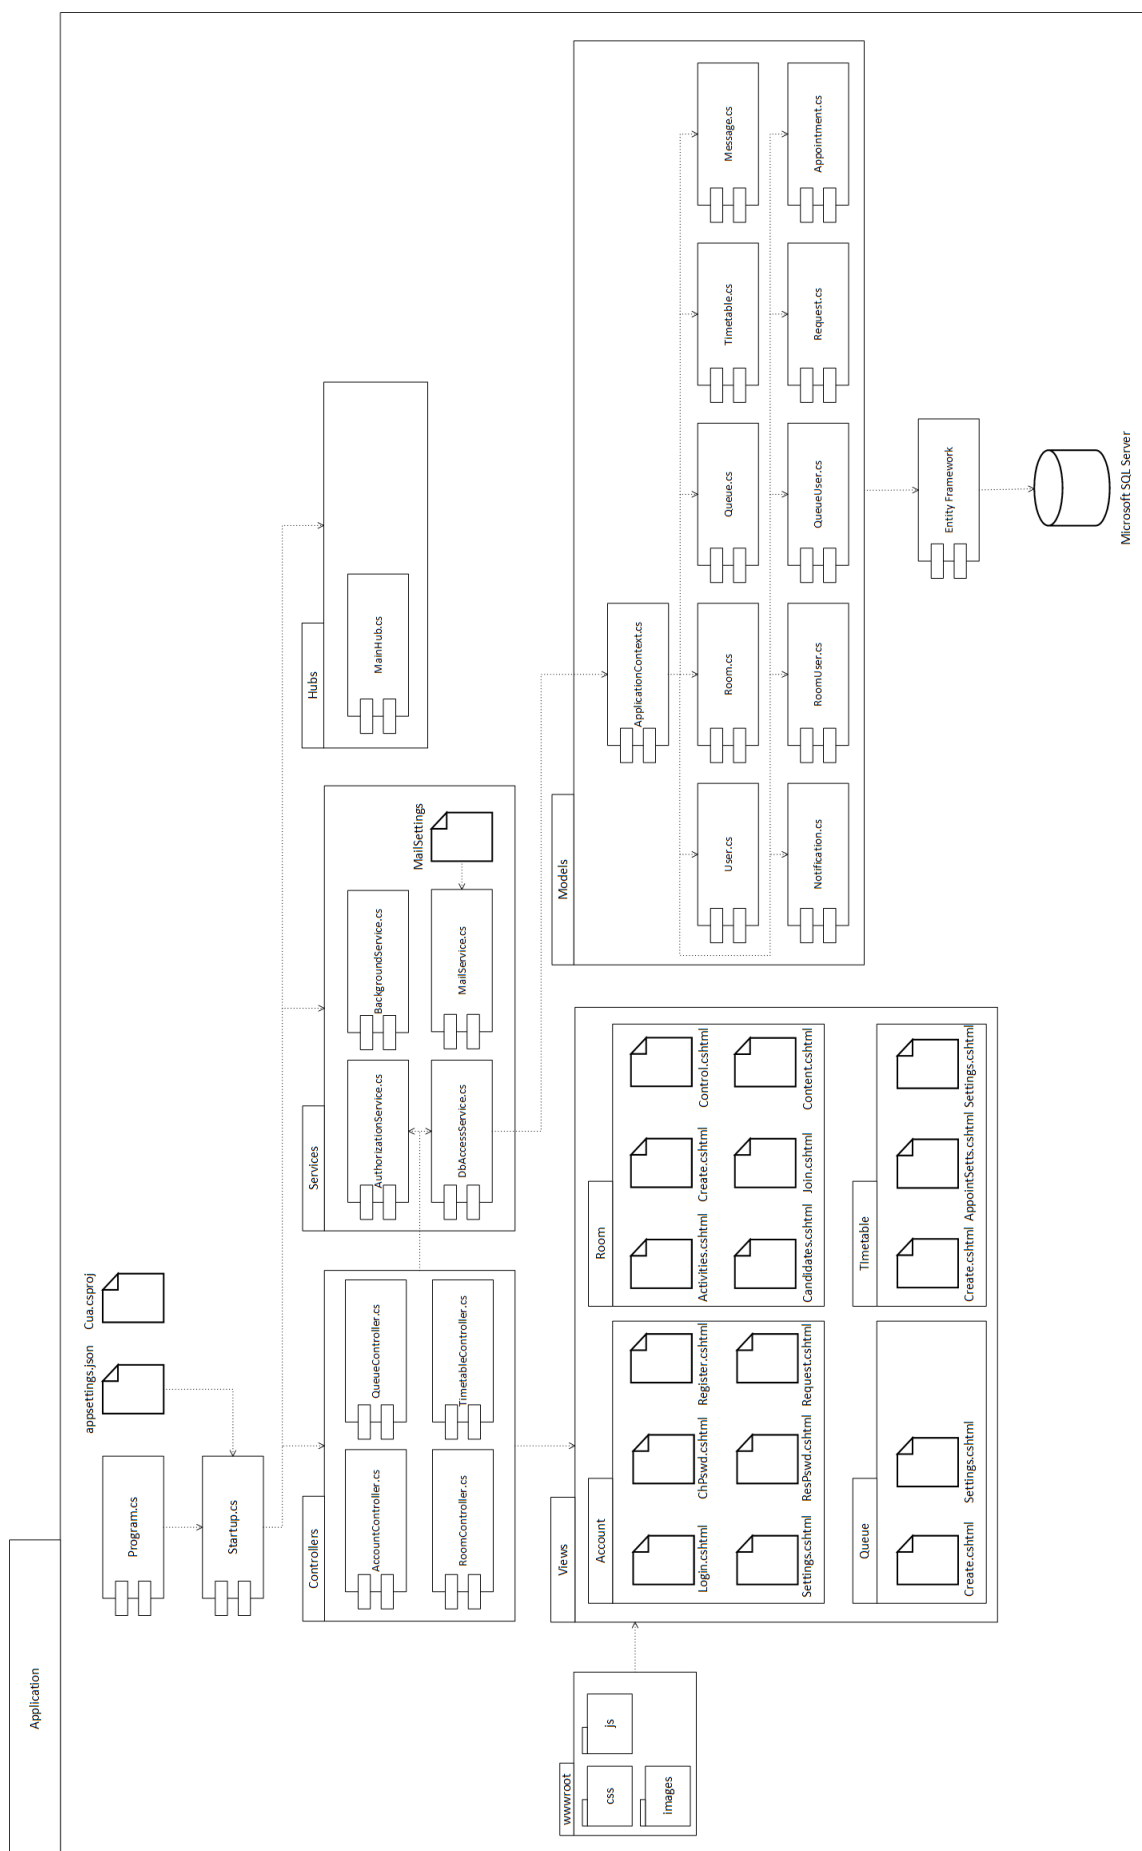 Application
Program.cs
appsettings.json
Cua.csproj
Startup.cs
Controllers
AccountController.cs
QueueController.cs
RoomController.cs
TimetableController.cs
Services
AuthorizationService.cs
BackgroundService.cs
DbAccessService.cs
MailService.cs
MailSettings
Hubs
MainHub.cs
wwwroot
css
js
images
Views
Account
Login.cshtml
ChPswd.cshtml
Register.cshtml
Settings.cshtml
ResPswd.cshtml
Request.cshtml
Room
Activities.cshtml
Create.cshtml
Control.cshtml
Candidates.cshtml
Join.cshtml
Content.cshtml
Queue
Create.cshtml
Settings.cshtml
TImetable
Create.cshtml
AppointSetts.cshtml
Settings.cshtml
Models
ApplicationContext.cs
User.cs
Room.cs
Queue.cs
Timetable.cs
Message.cs
Notification.cs
RoomUser.cs
QueueUser.cs
Request.cs
Appointment.cs
Entity Framework
Microsoft SQL Server